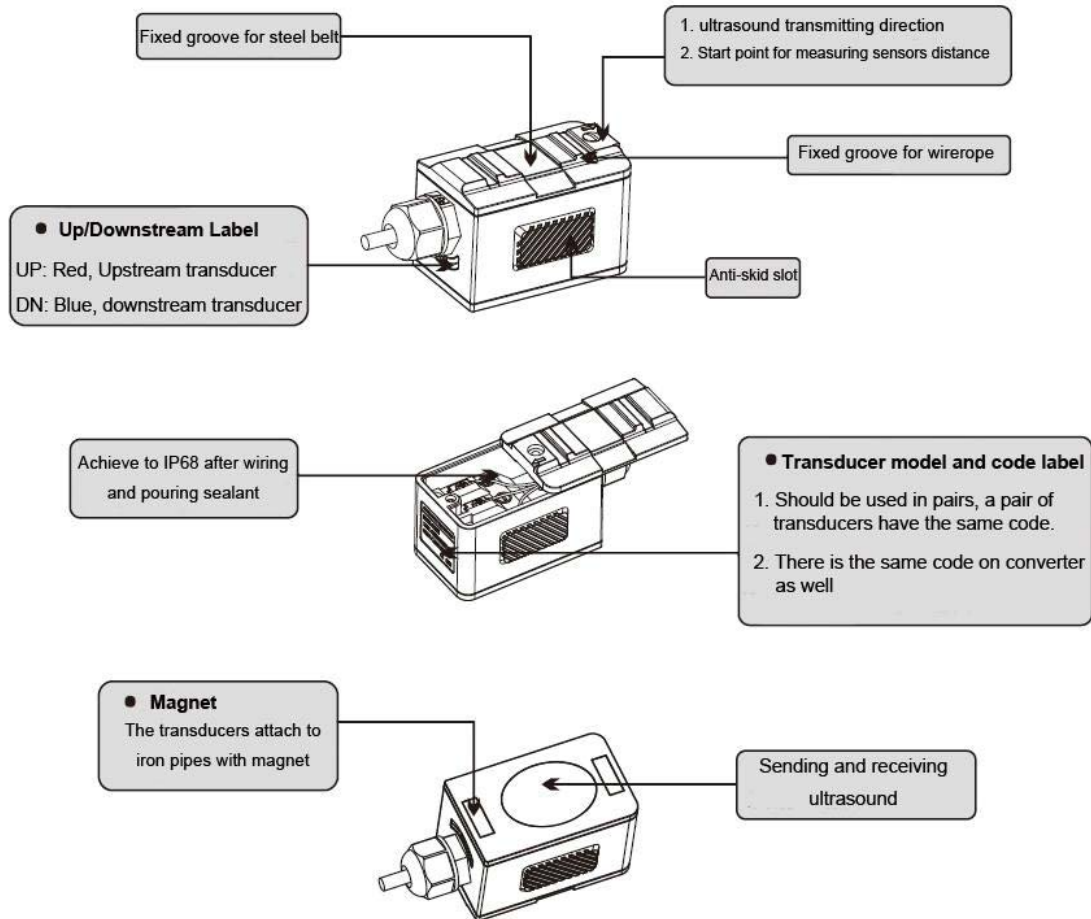 Fixed groove for steel belt
1. ultrasound transmitting direction
2. Start point for measuring sensors distance
Fixed groove for wirerope
● Up/Downstream Label
UP: Red, Upstream transducer
DN: Blue, downstream transducer
Anti-skid slot
Achieve to IP68 after wiring
and pouring sealant
● Transducer model and code label
1. Should be used in pairs, a pair of
transducers have the same code.
2. There is the same code on converter
as well
● Magnet
The transducers attach to
iron pipes with magnet
Sending and receiving
ultrasound